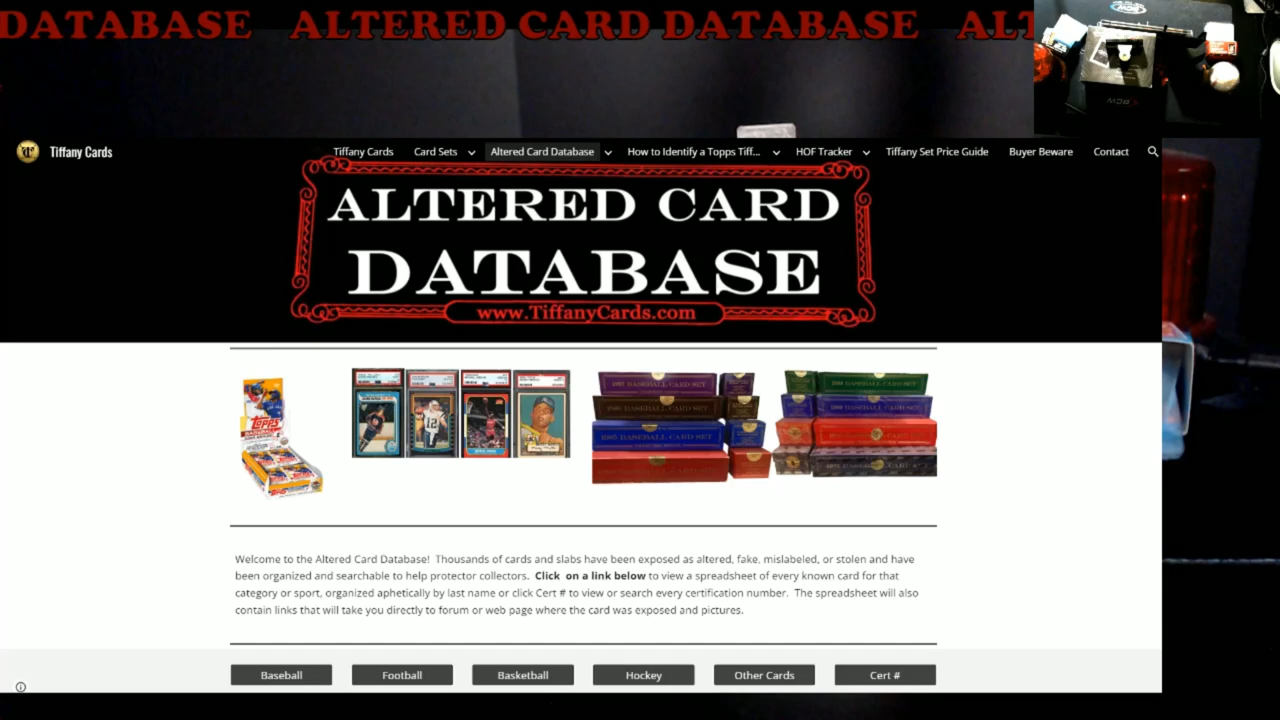 DATABASE ALTERED CARD DATABASE ALT
Tiffany Cards
Tiffany Cards Card Sets Altered Card Database How to Identify a Topps Tiff... HOF Tracker Tiffany Set Price Guide Buyer Beware Contact
ALTERED CARD
DATABASE
www.TiffanyCards.com
TOPPS
12
BASEBALL CARD SET
Welcome to the Altered Card Database! Thousands of cards and slabs have been exposed as altered, fake, mislabeled, or stolen and have
been organized and searchable to help protector collectors. Click on a link below to view a spreadsheet of every known card for that
category or sport, organized aphetically by last name or click Cert # to view or search every certification number. The spreadsheet will also
contain links that will take you directly to forum or web page where the card was exposed and pictures.
Baseball Football Basketball Hockey Other Cards Cert #